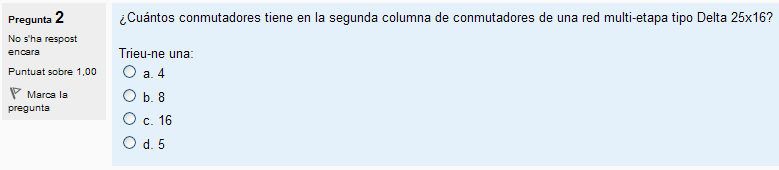 Pregunta 2
No s'ha respost
encara
Puntuat sobre 1,00
Marca la
pregunta
¿Cuántos conmutadores tiene en la segunda columna de conmutadores de una red multi-etapa tipo Delta 25x16?
Trieu-ne una:
a. 4
b. 8
c. 16
d. 5